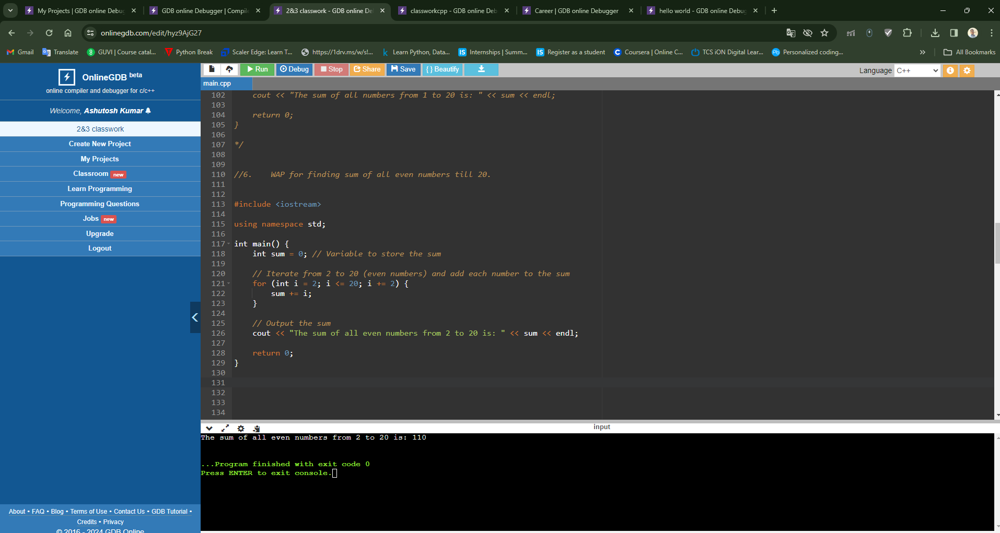 My Projects | GDB online Debug
GDB online Debugger | Compile
2&3 classwork - GDB online De
classworkcpp - GDB online Deb
Career | GDB online Debugger
hello world - GDB online Debug
onlinegdb.com/edit/hyz9AjG27
Gmail
Translate
GUVI | Course catal...
Python Break
Scaler Edge: Learn T...
https://1drv.ms/w/s!...
Learn Python, Data...
Internships | Summ...
Register as a student
Coursera | Online C...
TCS iON Digital Lear...
Personalized coding...
All Bookmarks
OnlineGDB beta
online compiler and debugger for c/c++
Welcome, Ashutosh Kumar
2&3 classwork
Create New Project
My Projects
Classroom new
Learn Programming
Programming Questions
Jobs new
Upgrade
Logout
About • FAQ • Blog • Terms of Use • Contact Us • GDB Tutorial •
Credits • Privacy
© 2016 - 2024 GDB Online
Run Debug Stop Share Save { } Beautify
Language C++
main.cpp
102 cout << "The sum of all numbers from 1 to 20 is: " << sum << endl;
103
104 return 0;
105 }
106
107 */
108
109
110 //6. WAP for finding sum of all even numbers till 20.
111
112
113 #include <iostream>
114
115 using namespace std;
116
117 int main() {
118 int sum = 0; // Variable to store the sum
119
120 // Iterate from 2 to 20 (even numbers) and add each number to the sum
121 for (int i = 2; i <= 20; i += 2) {
122 sum += i;
123 }
124
125 // Output the sum
126 cout << "The sum of all even numbers from 2 to 20 is: " << sum << endl;
127
128 return 0;
129 }
130
131
132
133
134
input
The sum of all even numbers from 2 to 20 is: 110
...Program finished with exit code 0
Press ENTER to exit console.